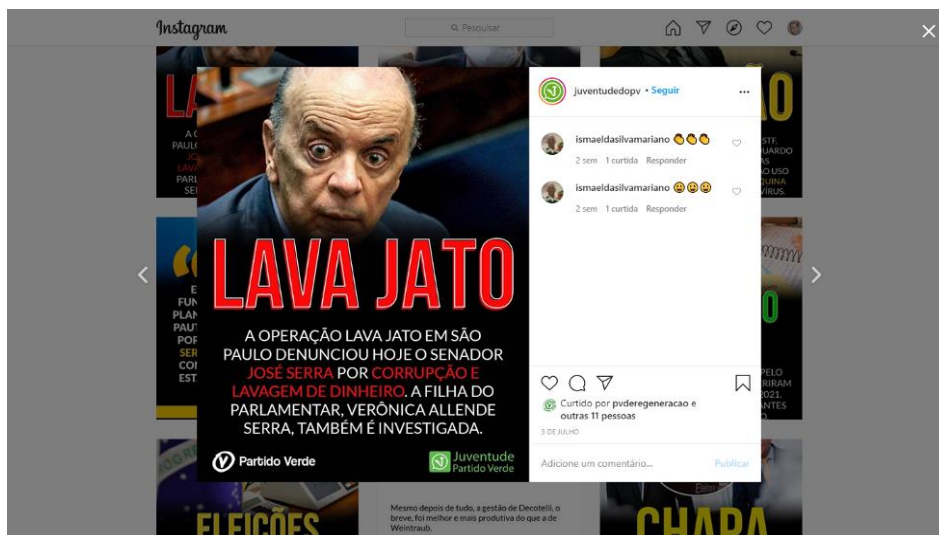 Instagram
Pesquisar
juventudedopv • Seguir
LAVA JATO
A OPERAÇÃO LAVA JATO EM SÃO
PAULO DENUNCIOU HOJE O SENADOR
JOSÉ SERRA POR CORRUPÇÃO E
LAVAGEM DE DINHEIRO. A FILHA DO
PARLAMENTAR, VERÔNICA ALLENDE
SERRA, TAMBÉM É INVESTIGADA.
Partido Verde
Juventude
Partido Verde
ismaeldasilvamariano 👏👏👏
2 sem 1 curtida Responder
ismaeldasilvamariano 😀😀😀
2 sem 1 curtida Responder
Curtido por pvderegeneracao e
outras 11 pessoas
3 DE JULHO
Adicione um comentário...
Publicar
ELEIÇÕES
Mesmo depois de tudo, a gestão de Decotelli, o
breve, foi melhor e mais produtiva do que a de
Weintraub.
CHAPA